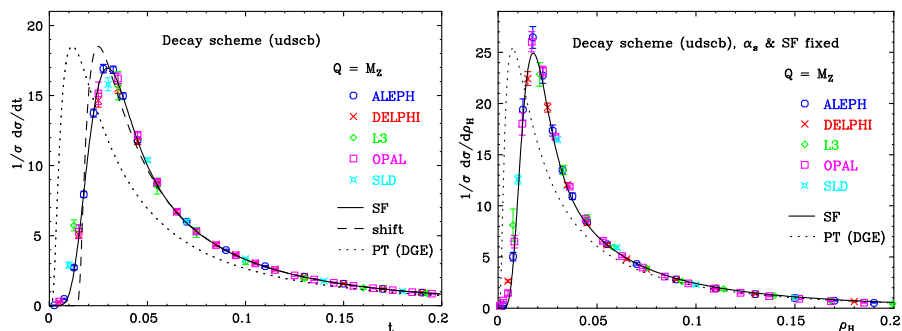 Decay scheme (udscb)
Q = M_Z
ALEPH
DELPHI
L3
OPAL
SLD
SF
shift
PT (DGE)
1/σ dσ/dt
20
15
10
5
0
0 0.05 0.1 0.15 0.2
t
Decay scheme (udscb), α_s & SF fixed
Q = M_Z
ALEPH
DELPHI
L3
OPAL
SLD
SF
PT (DGE)
1/σ dσ/dρ_H
30
25
20
15
10
5
0
0 0.05 0.1 0.15 0.2
ρ_H